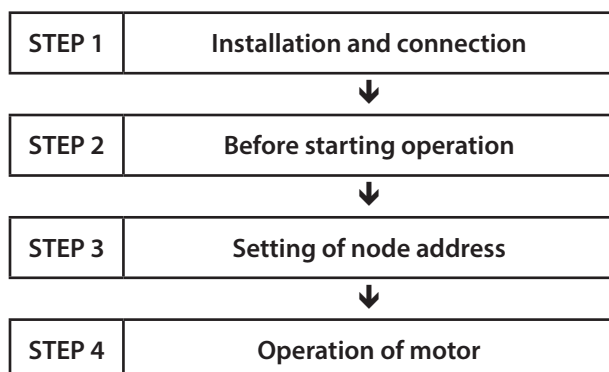 STEP 1 Installation and connection
STEP 2 Before starting operation
STEP 3 Setting of node address
STEP 4 Operation of motor